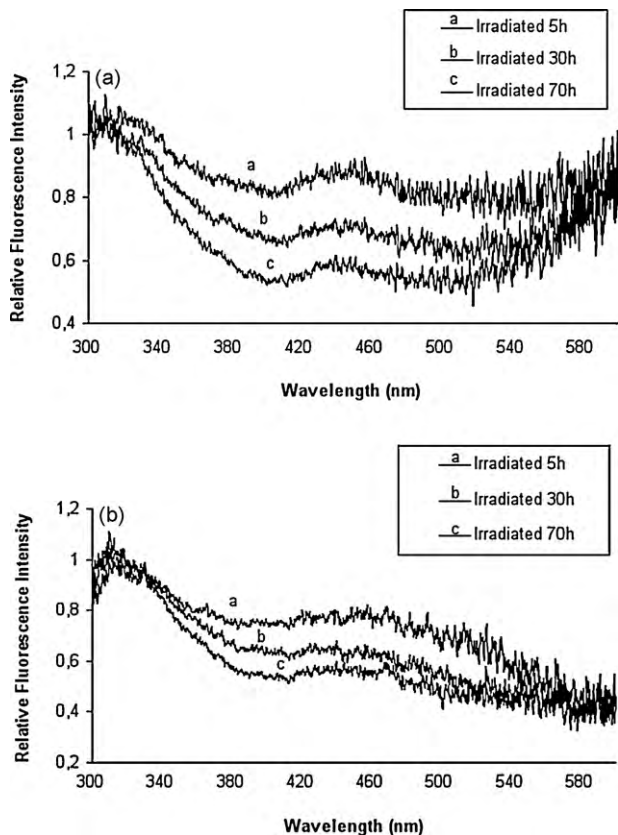 a
Irradiated 5h
b
Irradiated 30h
c
Irradiated 70h
(a)
Relative Fluorescence Intensity
1,2
1
0,8
0,6
0,4
a
b
c
300 340 380 420 460 500 540 580
Wavelength (nm)
a
Irradiated 5h
b
Irradiated 30h
c
Irradiated 70h
(b)
Relative Fluorescence Intensity
1,2
1
0,8
0,6
0,4
0,2
a
b
c
300 340 380 420 460 500 540 580
Wavelength (nm)